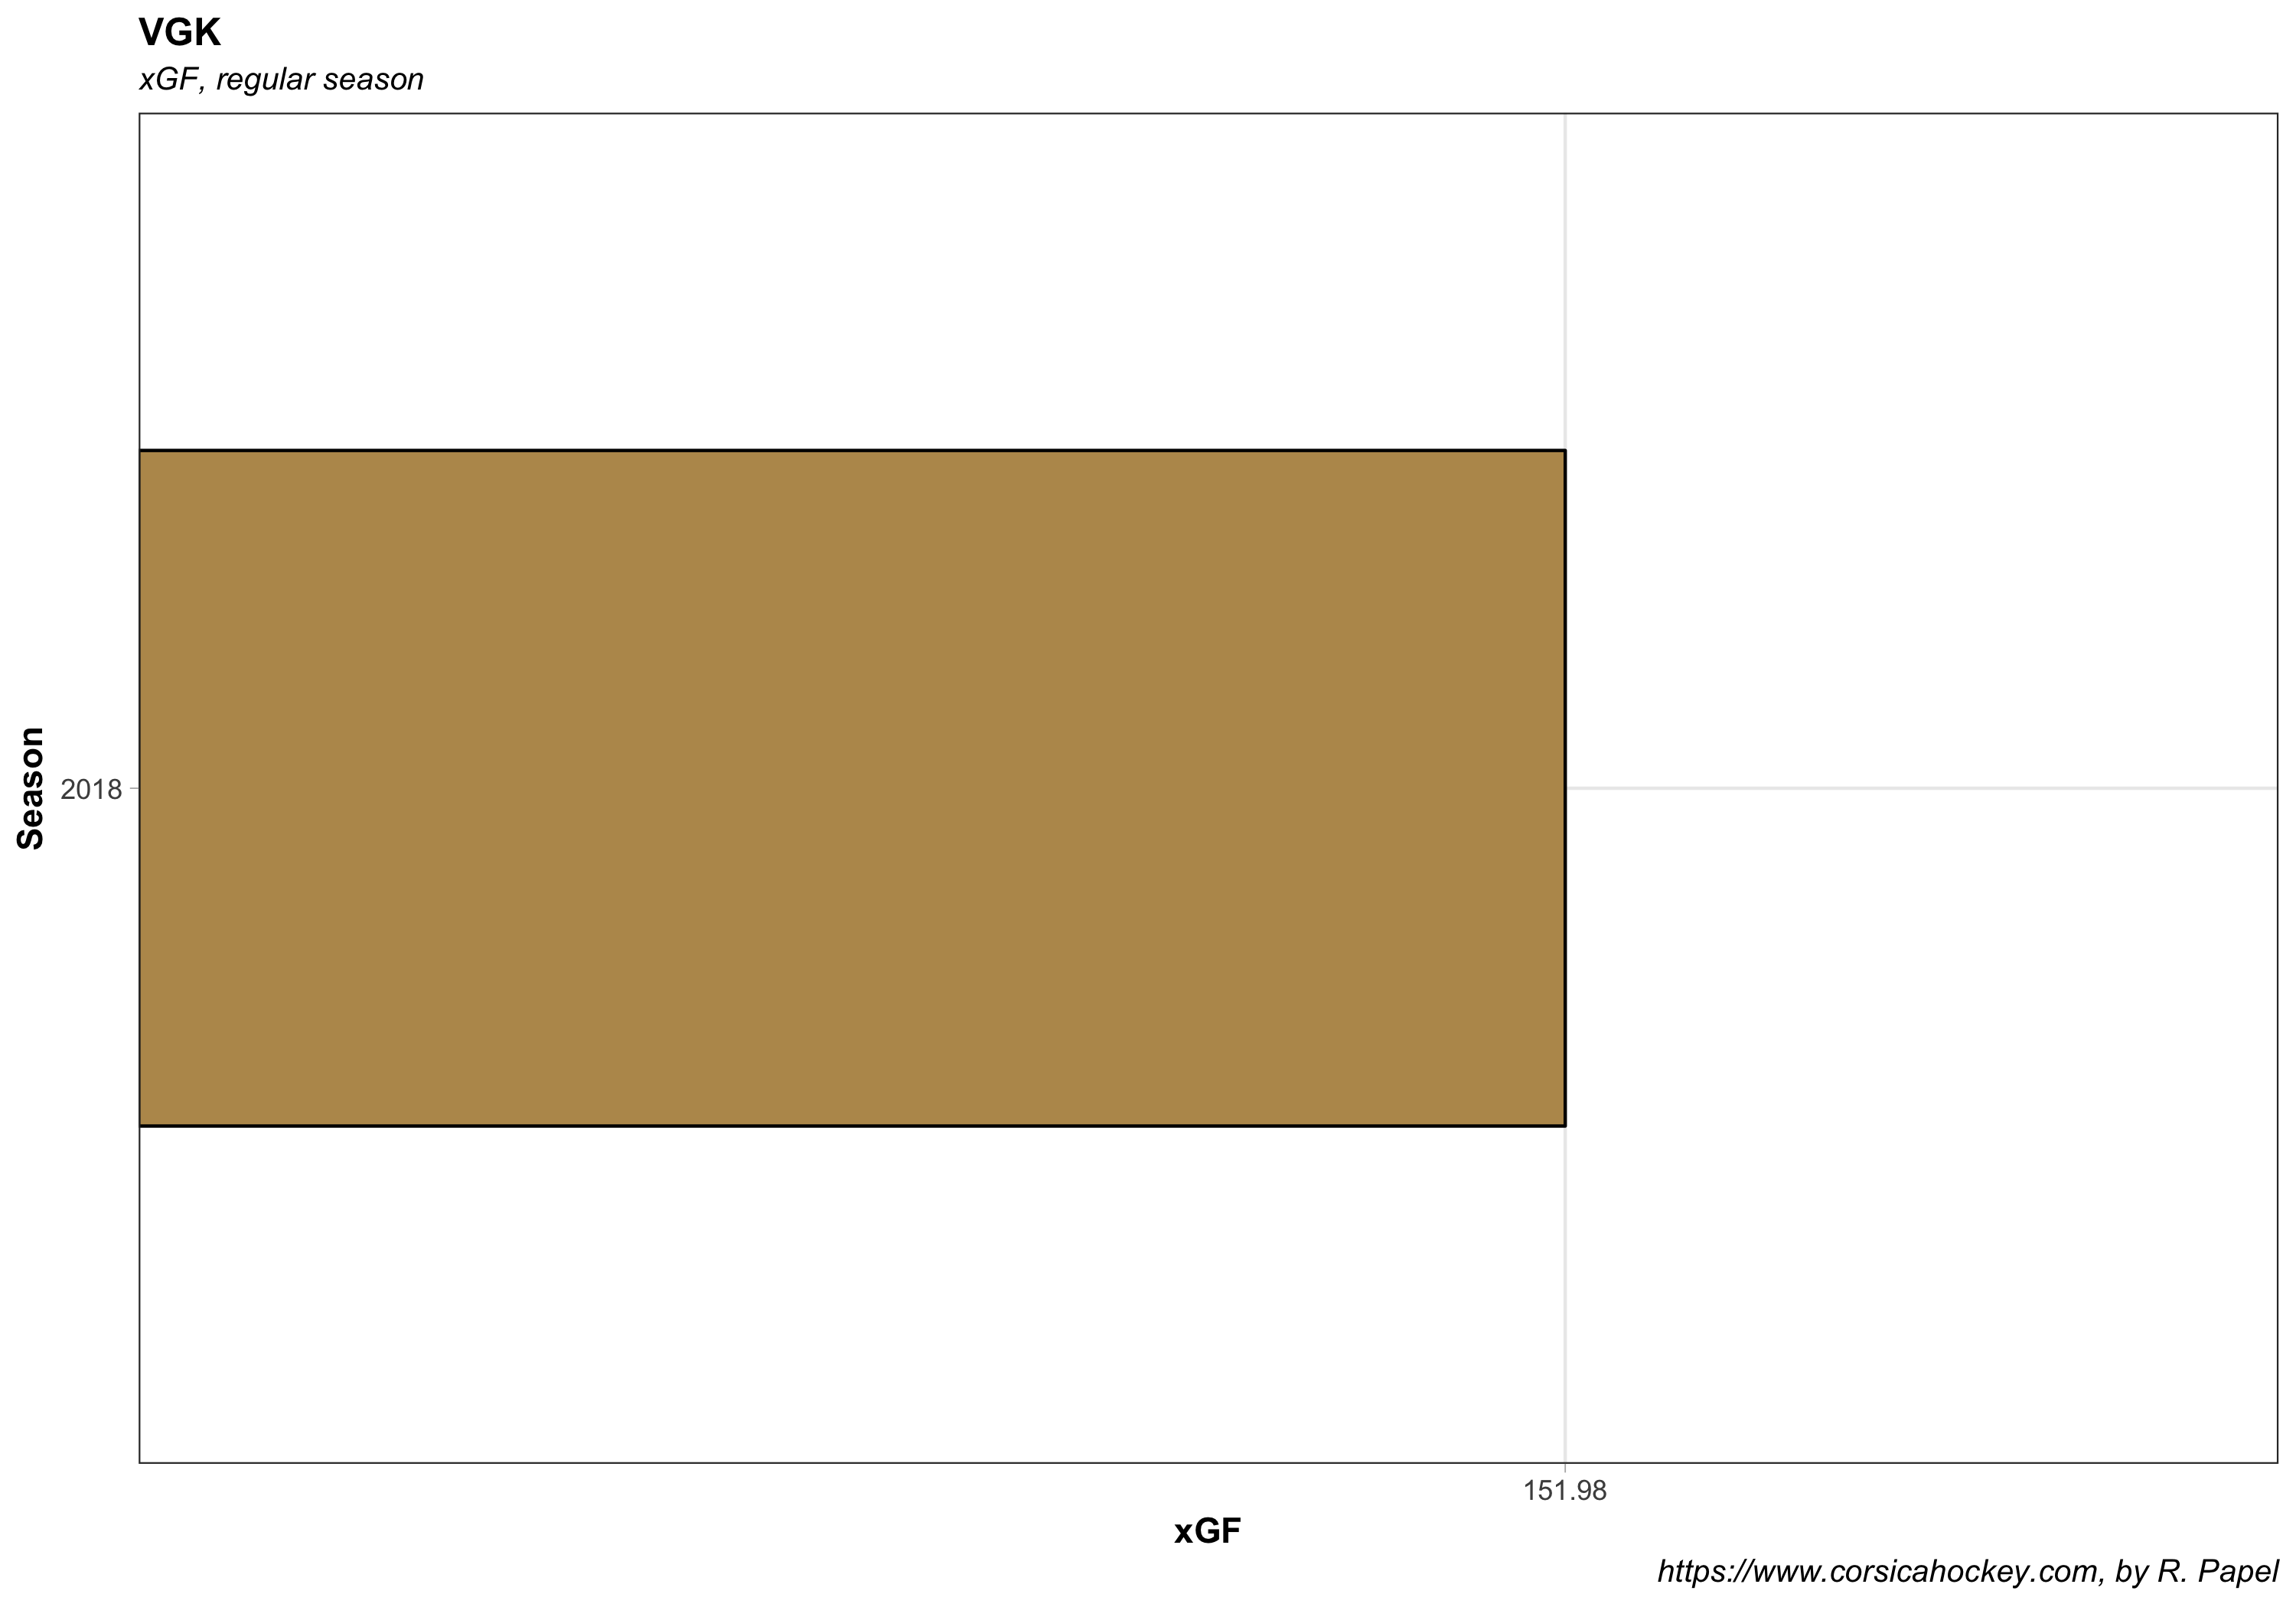 VGK
xGF, regular season
Season
2018
151.98
xGF
https://www.corsicahockey.com, by R. Papel